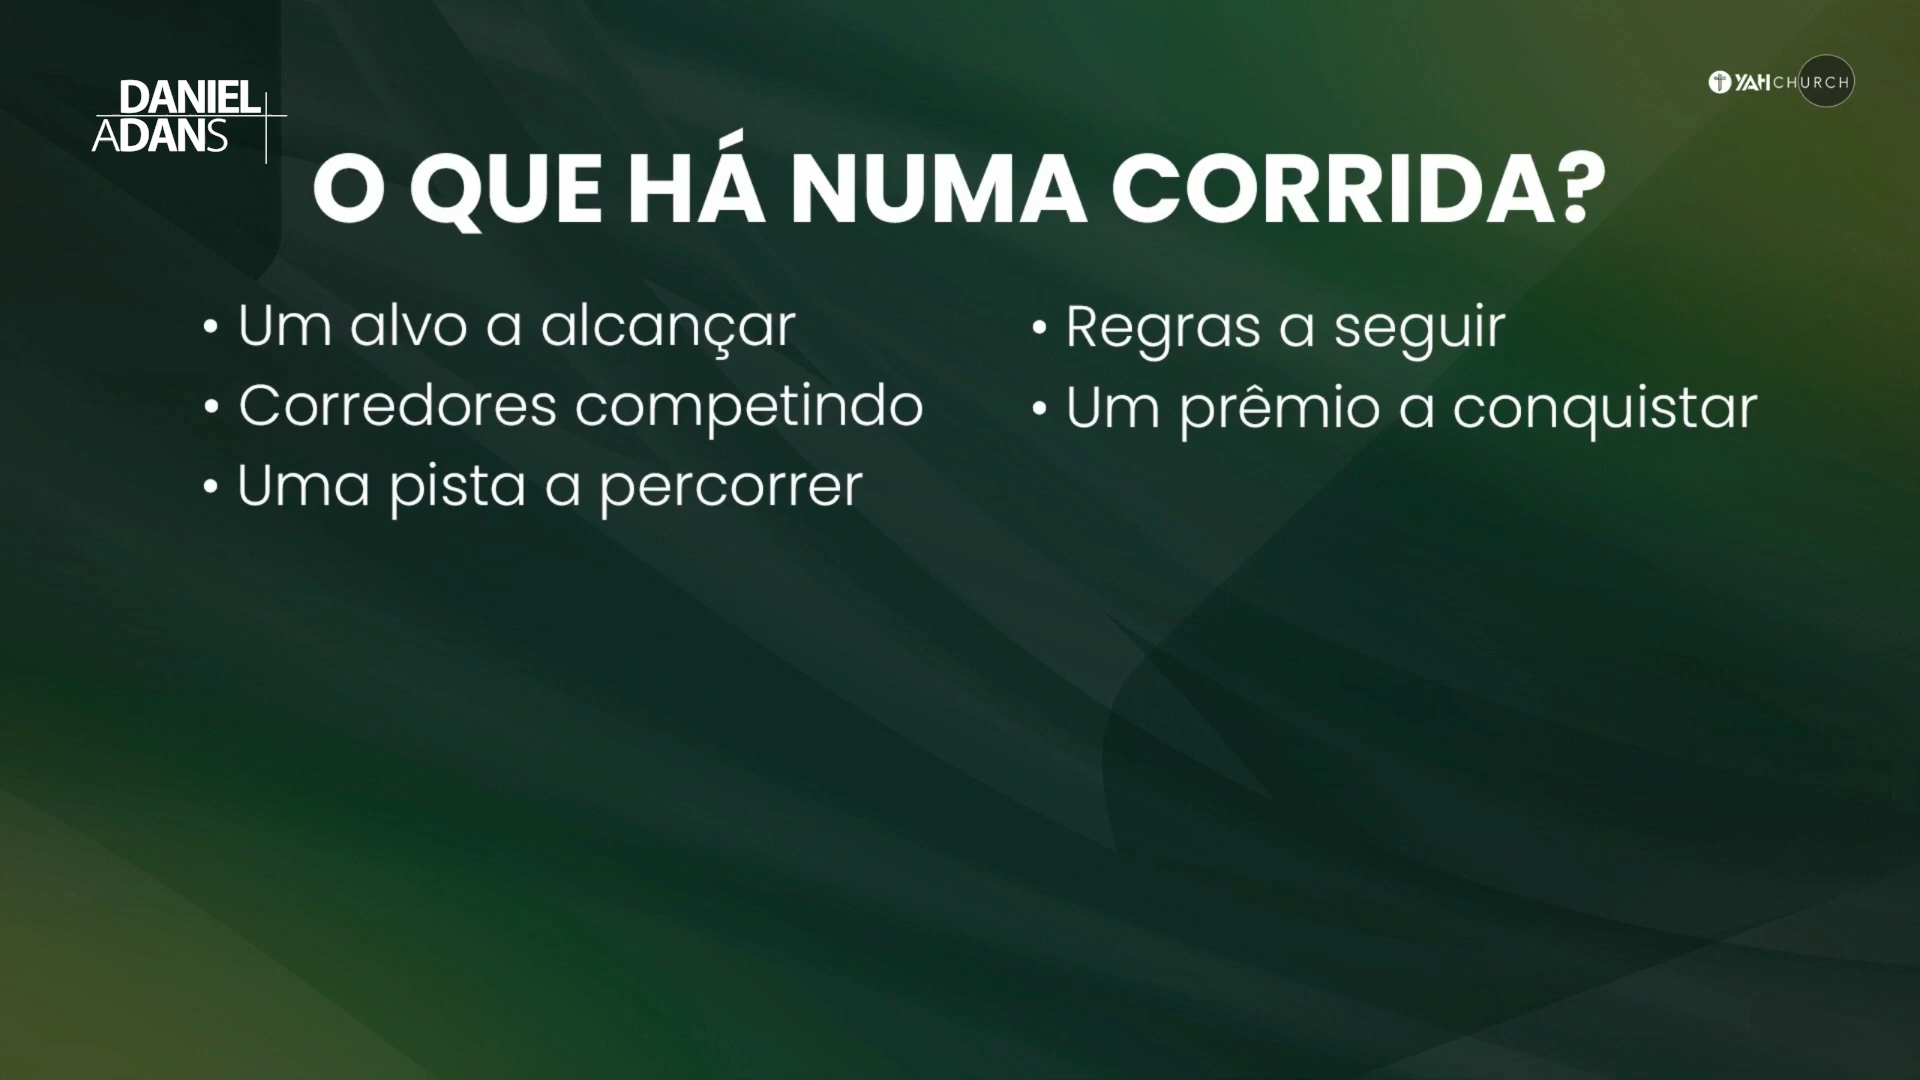 DANIEL
ADANS
YAH CHURCH
O QUE HÁ NUMA CORRIDA?
• Um alvo a alcançar
• Corredores competindo
• Uma pista a percorrer
• Regras a seguir
• Um prêmio a conquistar